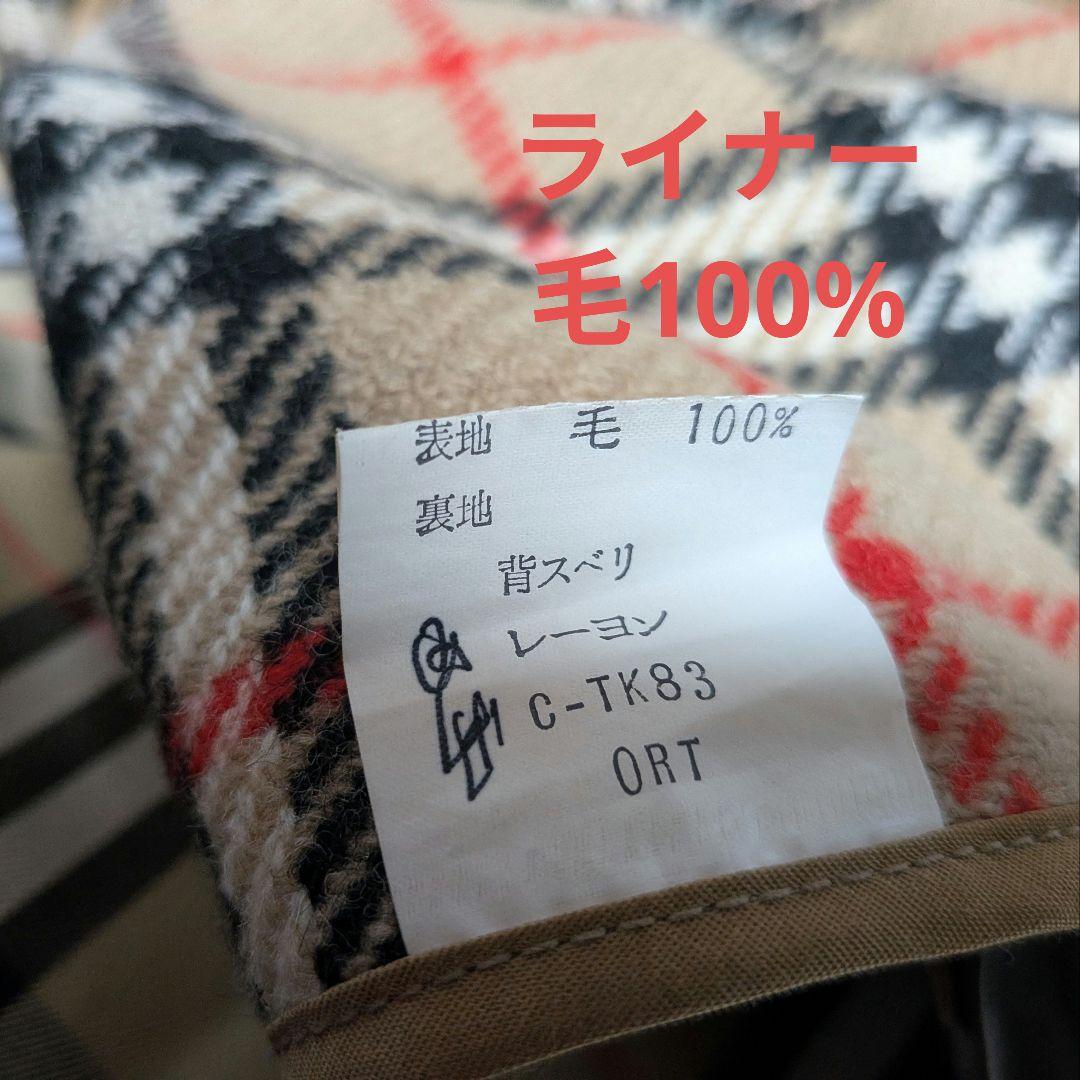 ライナー
毛100%
表地 毛 100%
裏地
背スベリ
レーヨン
C-TK83
ORT